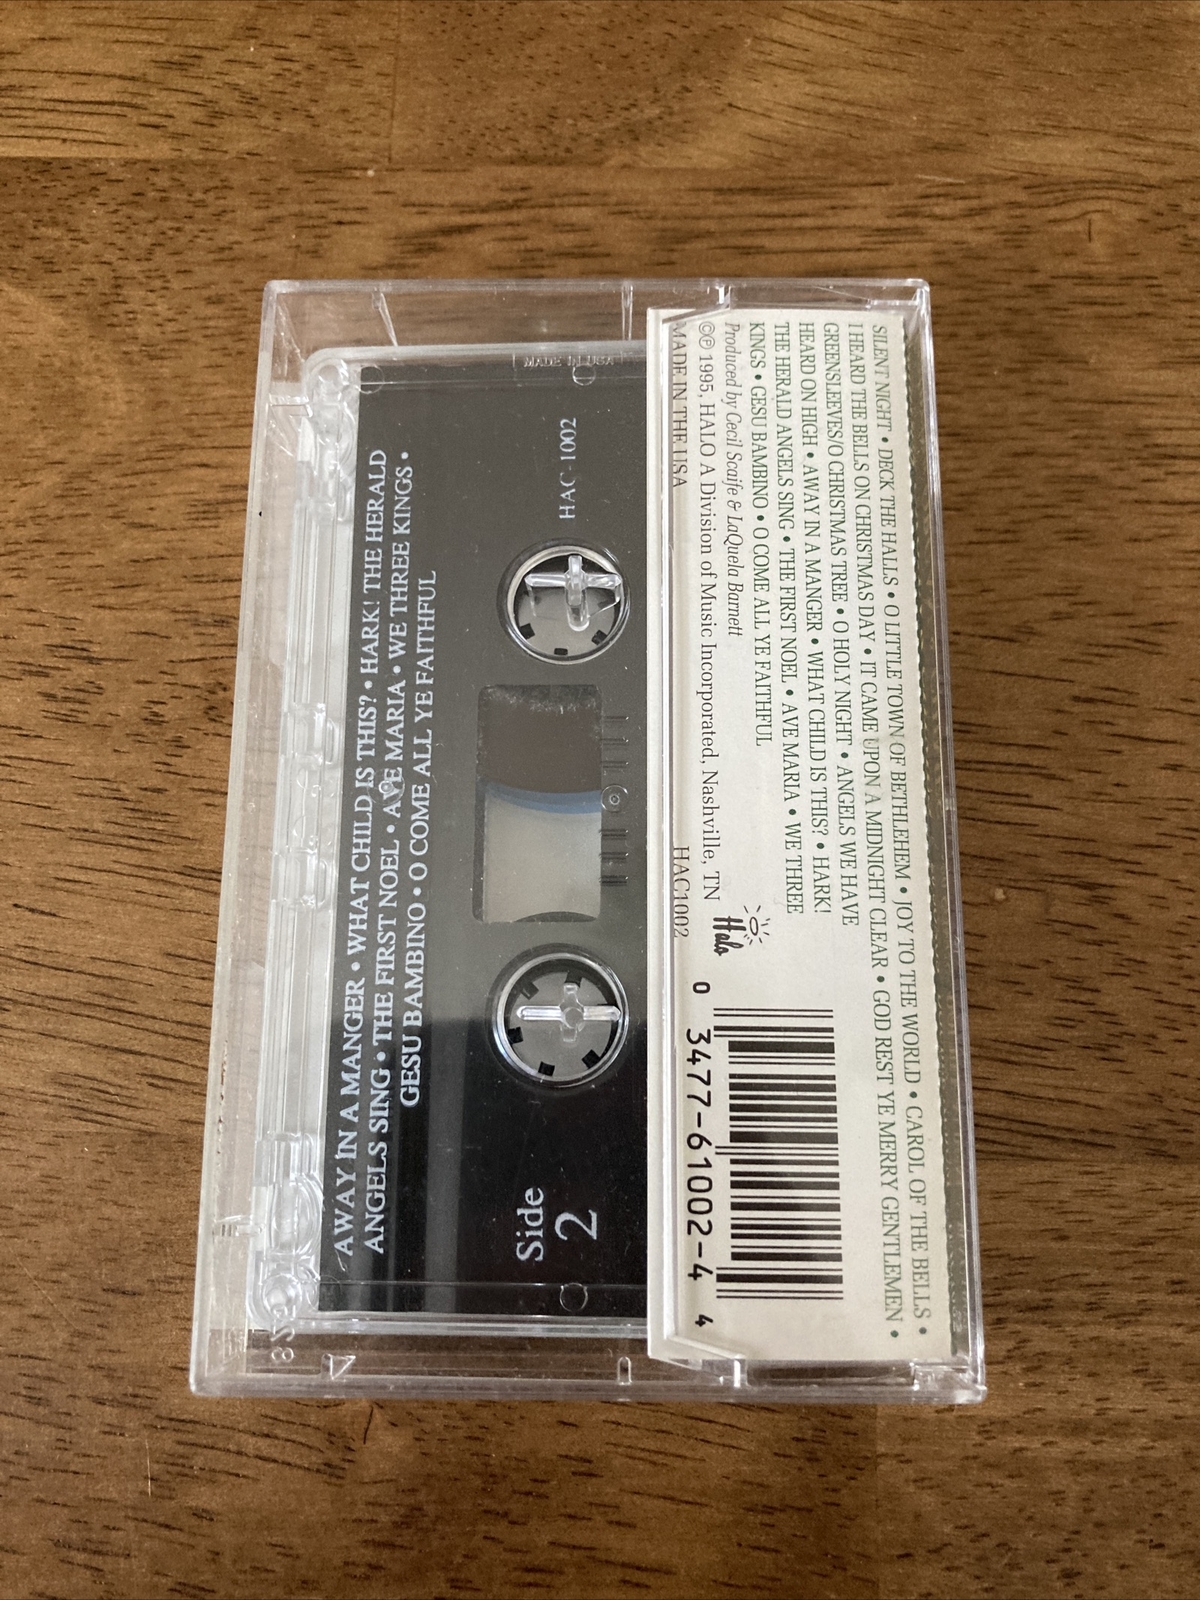 SILENT NIGHT • DECK THE HALLS • O LITTLE TOWN OF BETHLEHEM • JOY TO THE WORLD • CAROL OF THE BELLS •
I HEARD THE BELLS ON CHRISTMAS DAY • IT CAME UPON A MIDNIGHT CLEAR • GOD REST YE MERRY GENTLEMEN •
GREENSLEEVES/O CHRISTMAS TREE • O HOLY NIGHT • ANGELS WE HAVE
HEARD ON HIGH • AWAY IN A MANGER • WHAT CHILD IS THIS? • HARK!
THE HERALD ANGELS SING • THE FIRST NOEL • AVE MARIA • WE THREE
KINGS • GESU BAMBINO • O COME ALL YE FAITHFUL
Produced by Cecil Scaife & LaQuela Barnett
©℗ 1995, HALO A Division of Music Incorporated, Nashville, TN
MADE IN THE USA
HAC1002
Halo
0 3477-61002-4 4
MADE IN USA
HAC-1002
Side
2
AWAY IN A MANGER • WHAT CHILD IS THIS? • HARK! THE HERALD
ANGELS SING • THE FIRST NOEL • AVE MARIA • WE THREE KINGS •
GESU BAMBINO • O COME ALL YE FAITHFUL